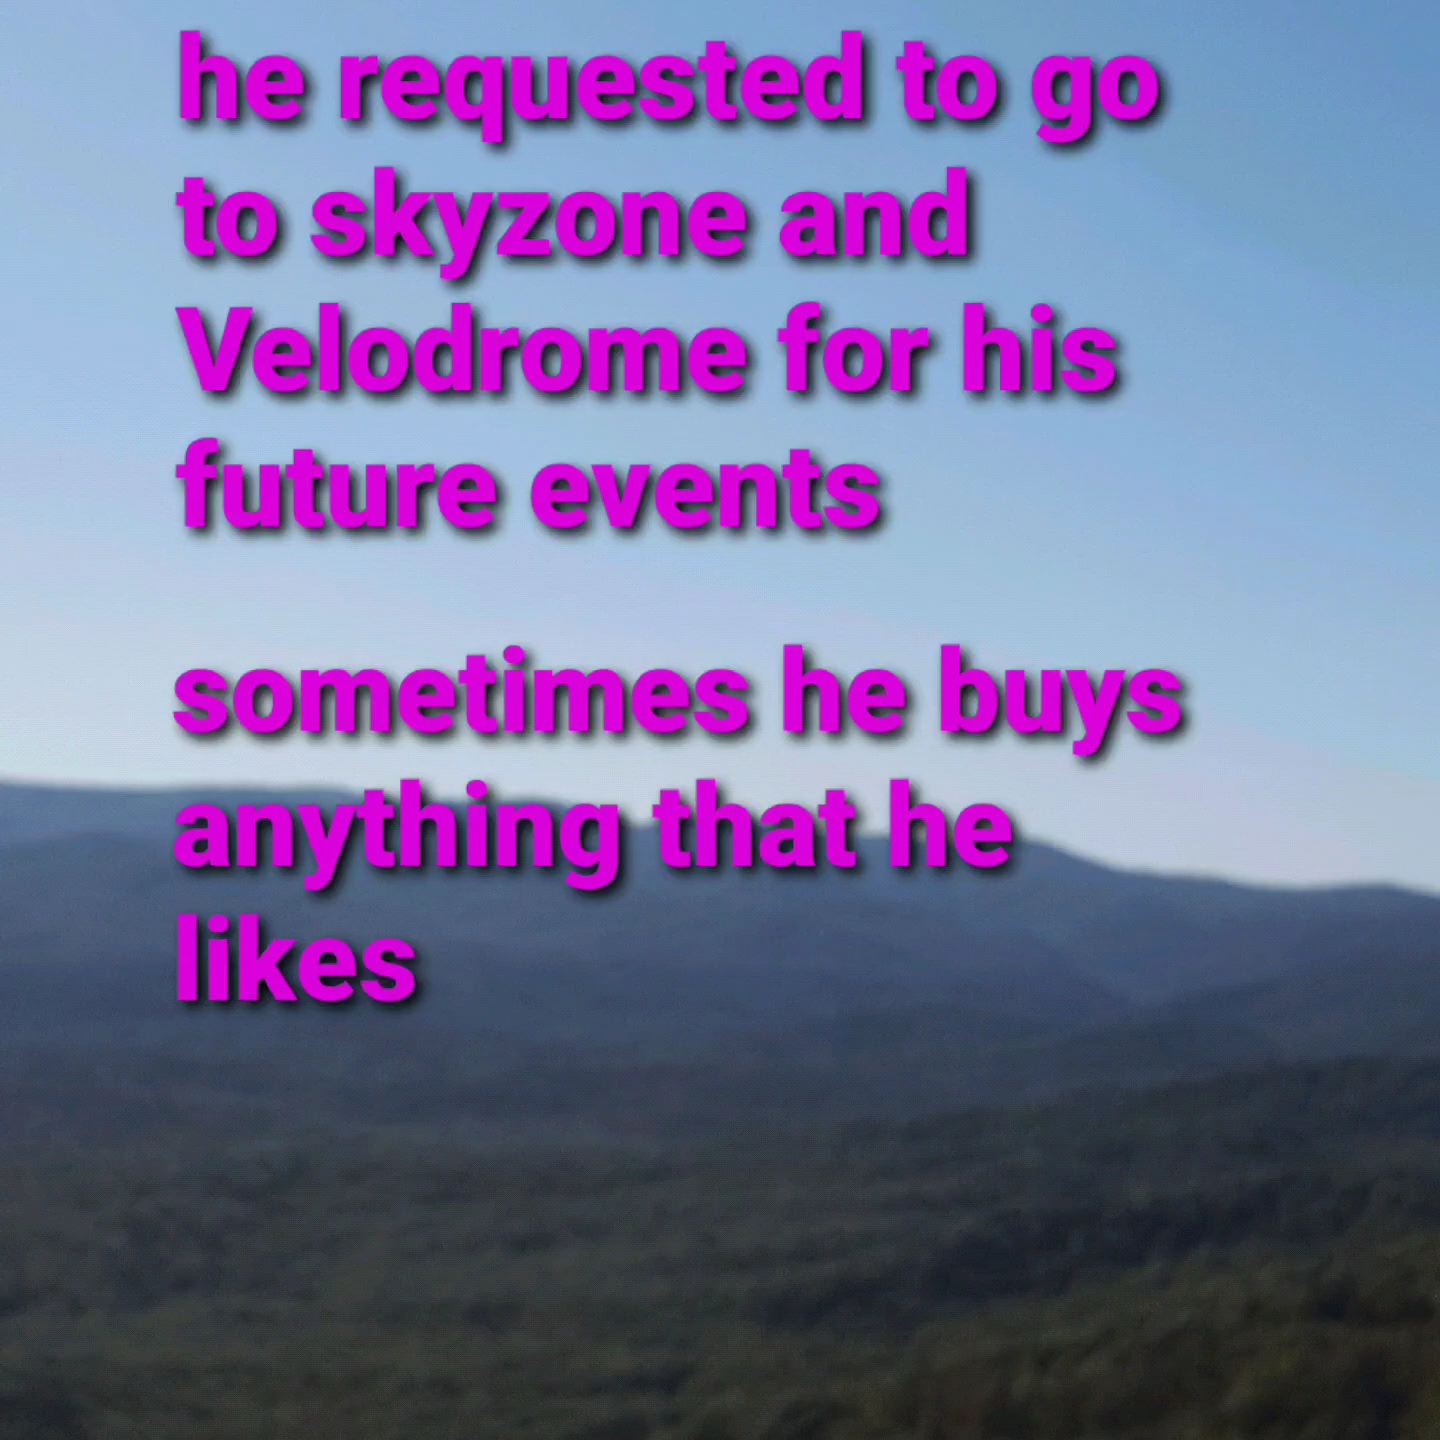 he requested to go
to skyzone and
Velodrome for his
future events
sometimes he buys
anything that he
likes